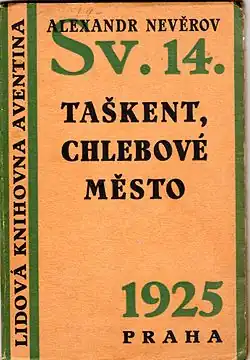 ALEXANDR NEVĚROV
Sv. 14.
TAŠKENT,
CHLEBOVÉ
MĚSTO
1925
PRAHA
LIDOVÁ KNIHOVNA AVENTINA